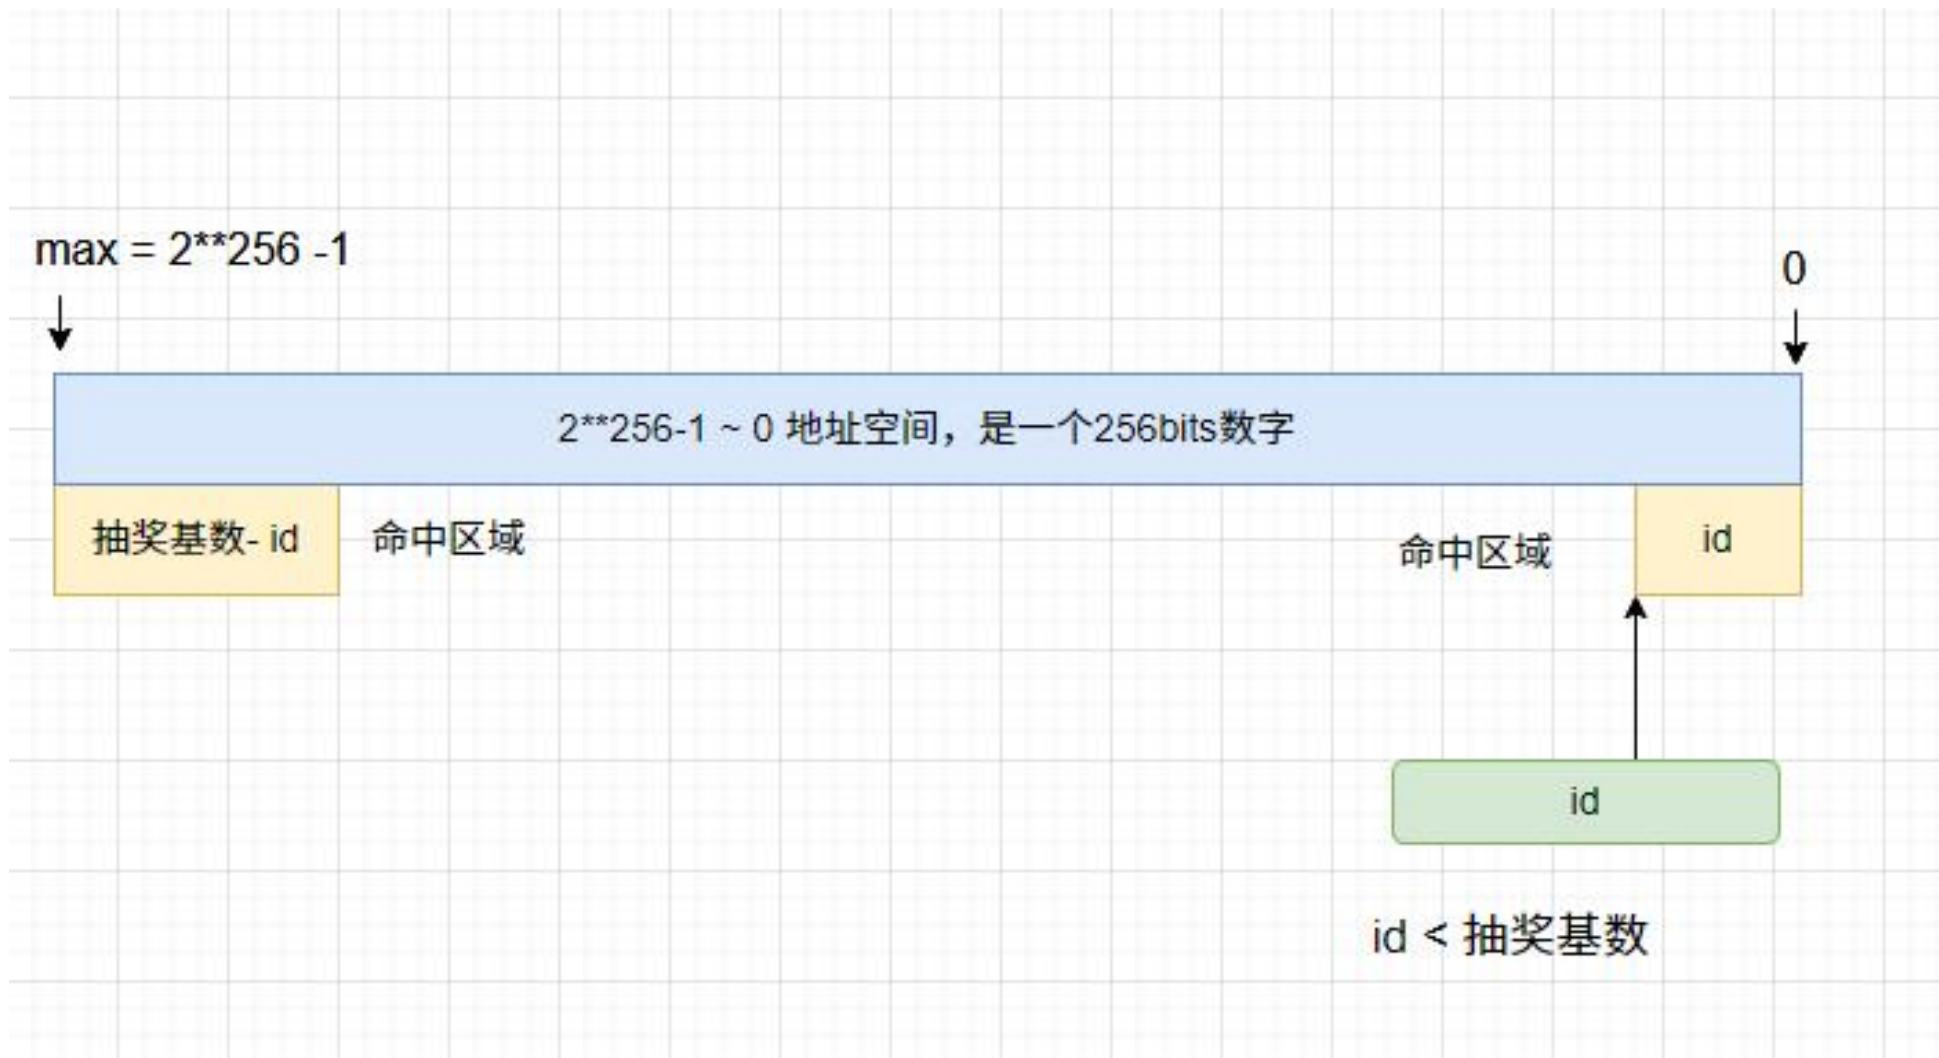 max = 2**256 -1
0
2**256-1 ~ 0 地址空间，是一个256bits数字
抽奖基数- id
命中区域
命中区域
id
id
id < 抽奖基数